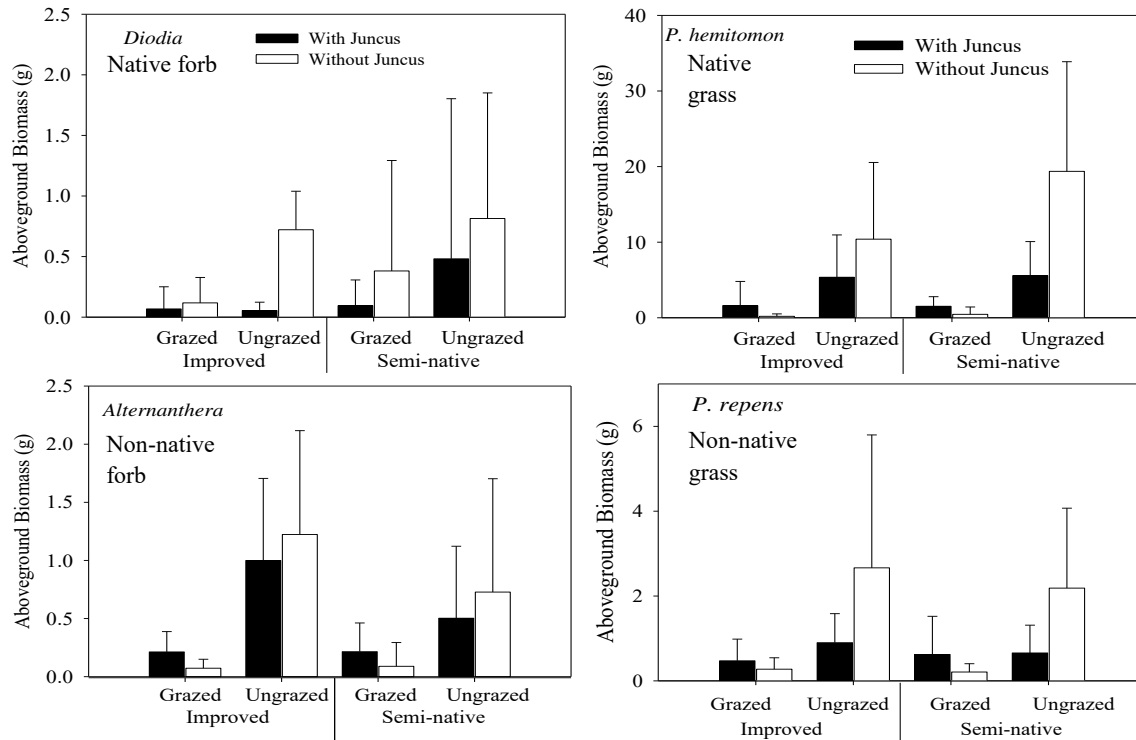 2.5
2.0
1.5
1.0
0.5
0.0
Aboveground Biomass (g)
Diodia
Native forb
With Juncus
Without Juncus
Grazed Ungrazed Grazed Ungrazed
Improved Semi-native
40
30
20
10
0
Aboveground Biomass (g)
P. hemitomon
Native
grass
With Juncus
Without Juncus
Grazed Ungrazed Grazed Ungrazed
Improved Semi-native
2.5
2.0
1.5
1.0
0.5
0.0
Aboveground Biomass (g)
Alternanthera
Non-native
forb
Grazed Ungrazed Grazed Ungrazed
Improved Semi-native
6
4
2
0
Aboveground Biomass (g)
P. repens
Non-native
grass
Grazed Ungrazed Grazed Ungrazed
Improved Semi-native